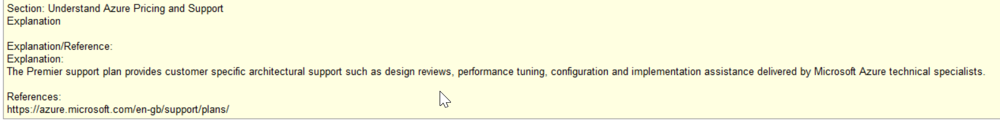 Section: Understand Azure Pricing and Support
Explanation
Explanation/Reference:
Explanation:
The Premier support plan provides customer specific architectural support such as design reviews, performance tuning, configuration and implementation assistance delivered by Microsoft Azure technical specialists.
References:
https://azure.microsoft.com/en-gb/support/plans/